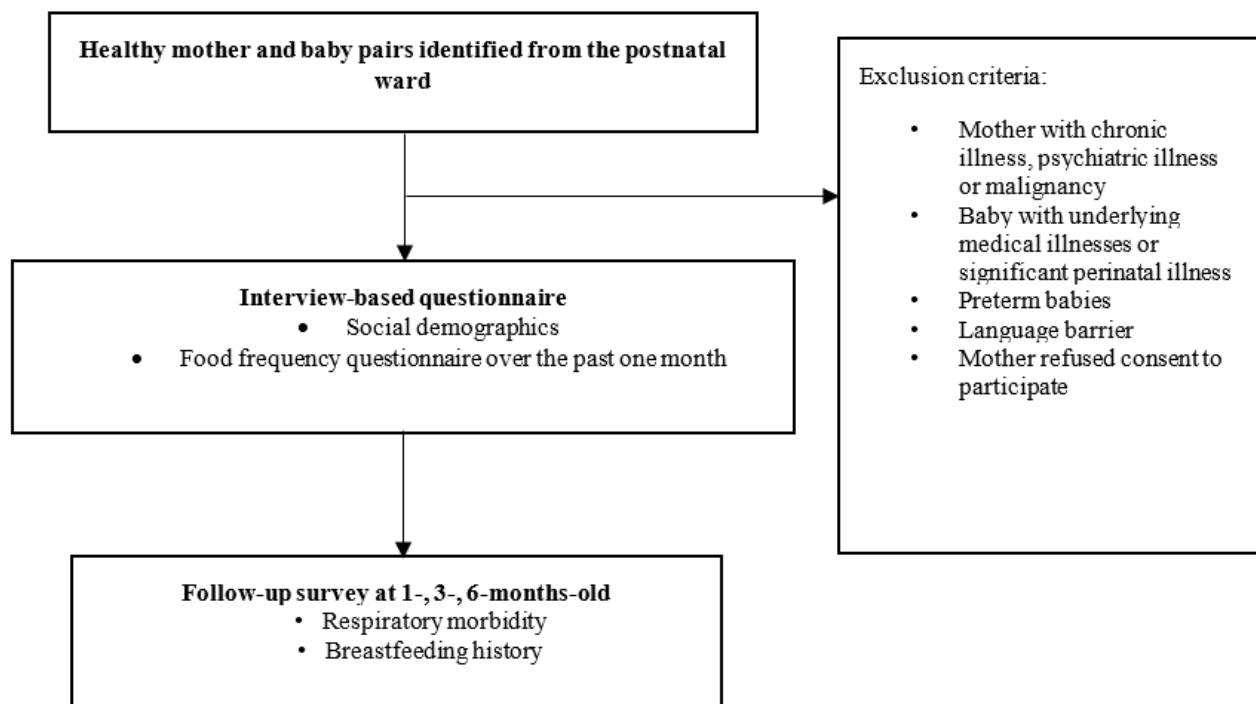 Healthy mother and baby pairs identified from the postnatal
ward
Exclusion criteria:
• Mother with chronic
illness, psychiatric illness
or malignancy
• Baby with underlying
medical illnesses or
significant perinatal illness
• Preterm babies
• Language barrier
• Mother refused consent to
participate
Interview-based questionnaire
• Social demographics
• Food frequency questionnaire over the past one month
Follow-up survey at 1-, 3-, 6-months-old
• Respiratory morbidity
• Breastfeeding history